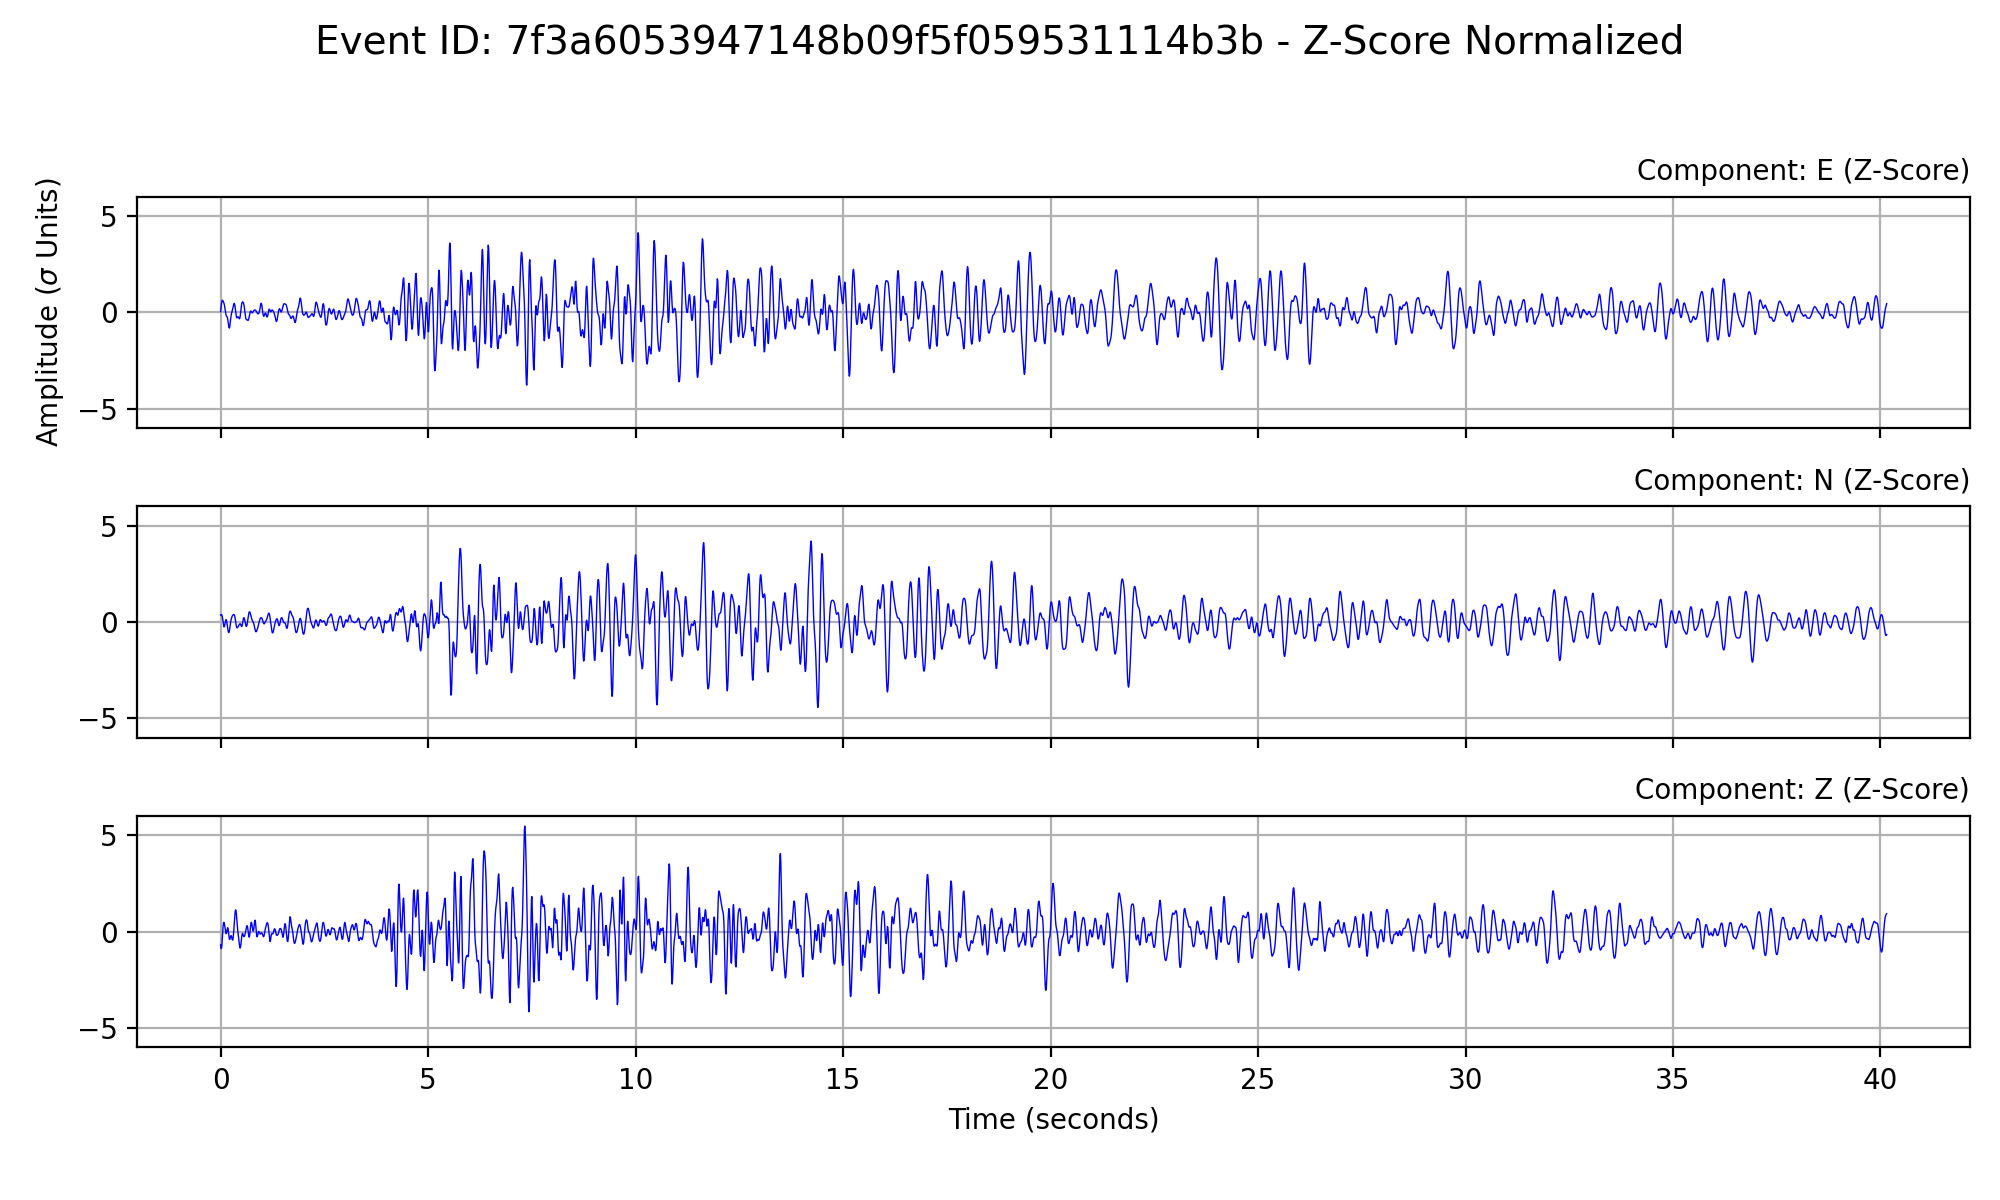 Event ID: 7f3a6053947148b09f5f059531114b3b - Z-Score Normalized
Component: E (Z-Score)
Amplitude (σ Units)
5
0
−5
Component: N (Z-Score)
5
0
−5
Component: Z (Z-Score)
5
0
−5
0 5 10 15 20 25 30 35 40
Time (seconds)